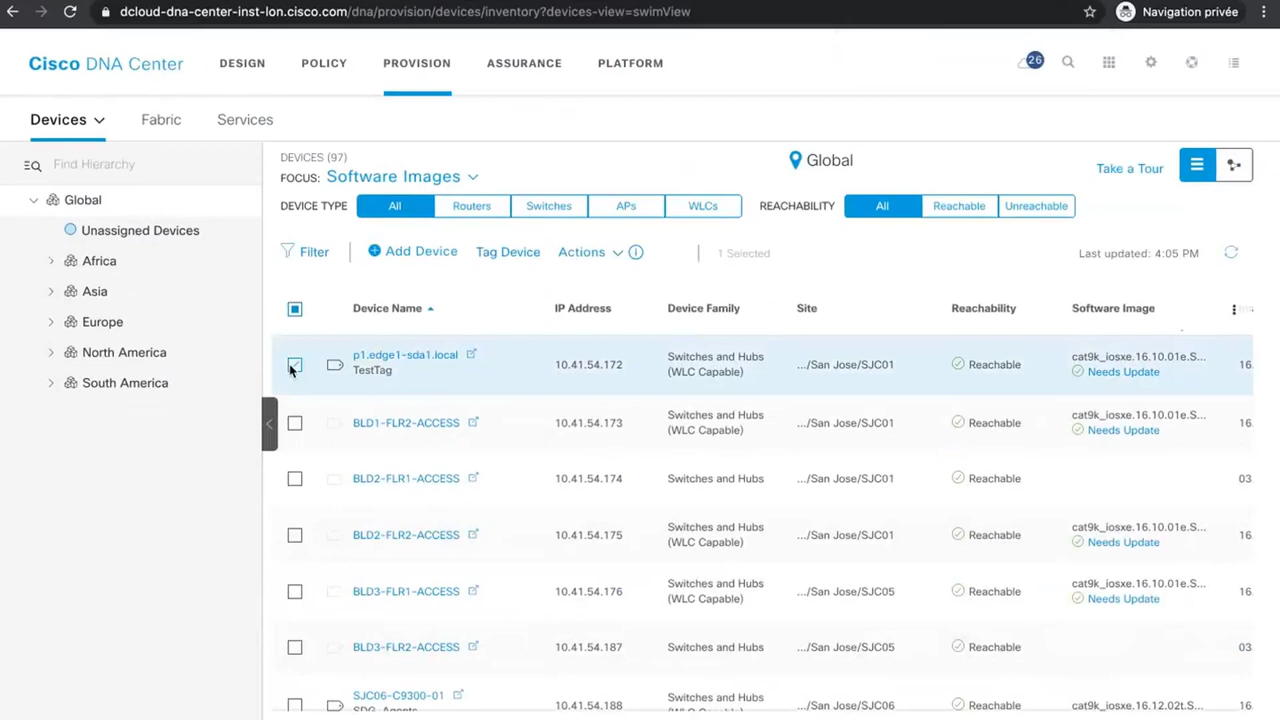 dcloud-dna-center-inst-lon.cisco.com/dna/provision/devices/inventory?devices-view=swimView
Navigation privée
Cisco DNA Center
DESIGN
POLICY
PROVISION
ASSURANCE
PLATFORM
26
Devices
Fabric
Services
Find Hierarchy
Global
Unassigned Devices
Africa
Asia
Europe
North America
South America
DEVICES (97)
FOCUS: Software Images
Global
Take a Tour
DEVICE TYPE
All
Routers
Switches
APs
WLCs
REACHABILITY
All
Reachable
Unreachable
Filter
Add Device
Tag Device
Actions
1 Selected
Last updated: 4:05 PM
Device Name
IP Address
Device Family
Site
Reachability
Software Image
p1.edge1-sda1.local
TestTag
10.41.54.172
Switches and Hubs
(WLC Capable)
.../San Jose/SJC01
Reachable
cat9k_iosxe.16.10.01e.S...
Needs Update
16.
BLD1-FLR2-ACCESS
10.41.54.173
Switches and Hubs
(WLC Capable)
.../San Jose/SJC01
Reachable
cat9k_iosxe.16.10.01e.S...
Needs Update
16.
BLD2-FLR1-ACCESS
10.41.54.174
Switches and Hubs
.../San Jose/SJC01
Reachable
03.
BLD2-FLR2-ACCESS
10.41.54.175
Switches and Hubs
(WLC Capable)
.../San Jose/SJC01
Reachable
cat9k_iosxe.16.10.01e.S...
Needs Update
16.
BLD3-FLR1-ACCESS
10.41.54.176
Switches and Hubs
(WLC Capable)
.../San Jose/SJC05
Reachable
cat9k_iosxe.16.10.01e.S...
Needs Update
16.
BLD3-FLR2-ACCESS
10.41.54.187
Switches and Hubs
.../San Jose/SJC05
Reachable
03.
SJC06-C9300-01
SDG_Agents
10.41.54.188
Switches and Hubs
(WLC Capable)
.../San Jose/SJC06
Reachable
cat9k_iosxe.16.12.02t.S...
16.